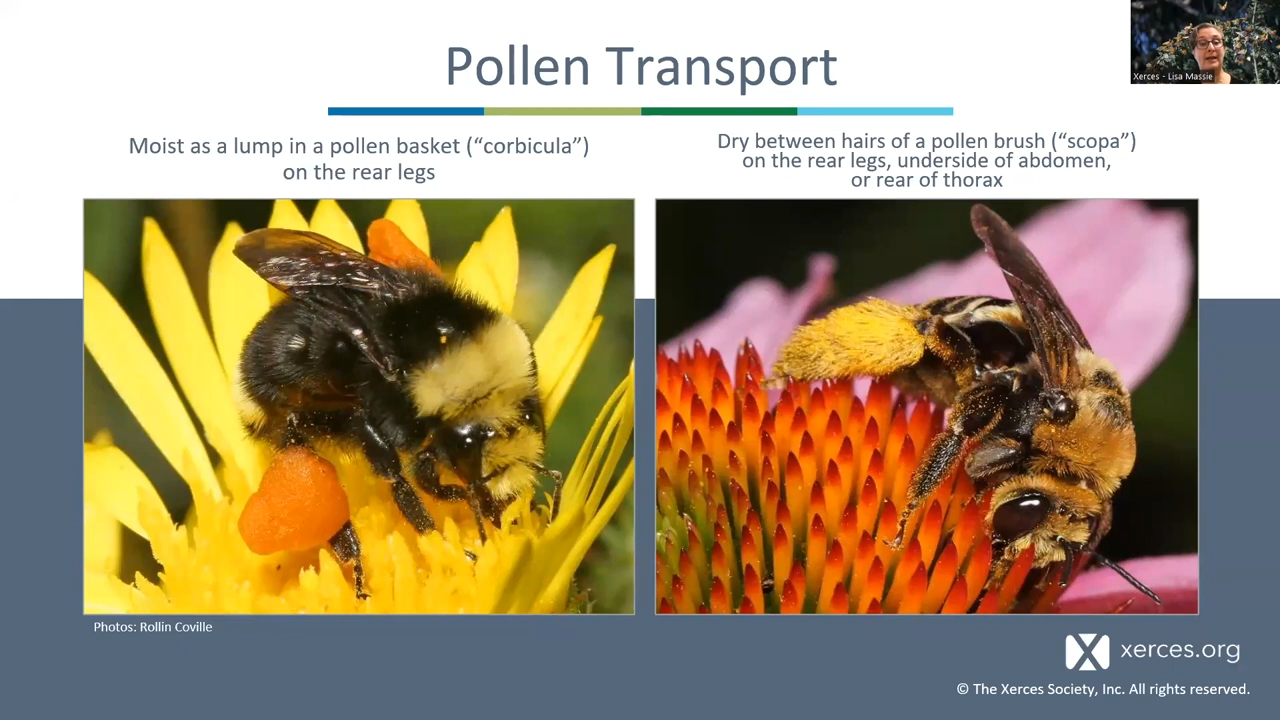 Pollen Transport
Xerces - Lisa Massie
Moist as a lump in a pollen basket (“corbicula”)
on the rear legs
Dry between hairs of a pollen brush (“scopa”)
on the rear legs, underside of abdomen,
or rear of thorax
Photos: Rollin Coville
xerces.org
© The Xerces Society, Inc. All rights reserved.